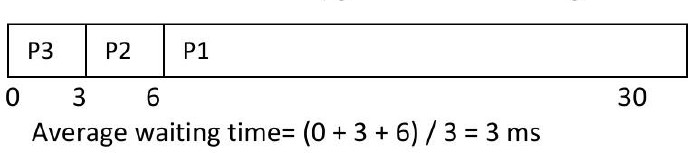 P3 P2 P1
0 3 6 30
Average waiting time= (0 + 3 + 6) / 3 = 3 ms